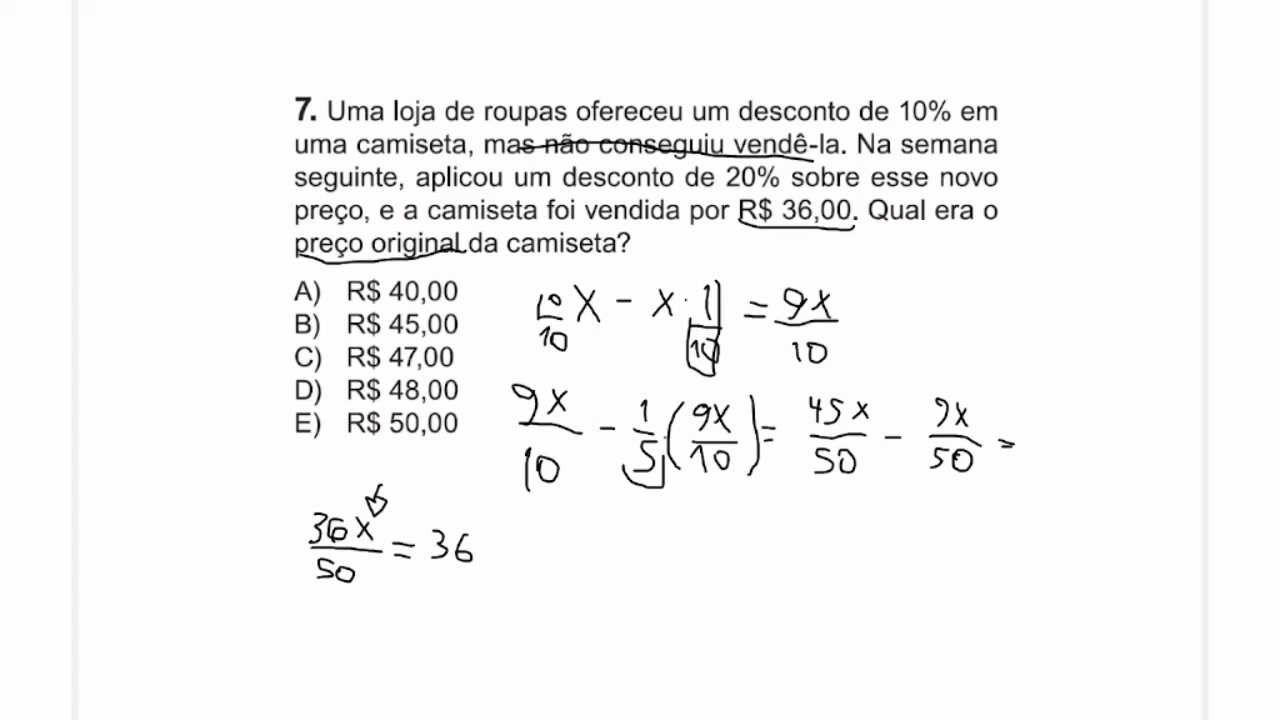 7. Uma loja de roupas ofereceu um desconto de 10% em
uma camiseta, mas não conseguiu vendê-la. Na semana
seguinte, aplicou um desconto de 20% sobre esse novo
preço, e a camiseta foi vendida por R$ 36,00. Qual era o
preço original da camiseta?
A) R$ 40,00
B) R$ 45,00
C) R$ 47,00
D) R$ 48,00
E) R$ 50,00
10/10 x - x · 1/10 = 9x/10
9x/10 - 1/5 (9x/10) = 45x/50 - 9x/50 =
36x/50 = 36